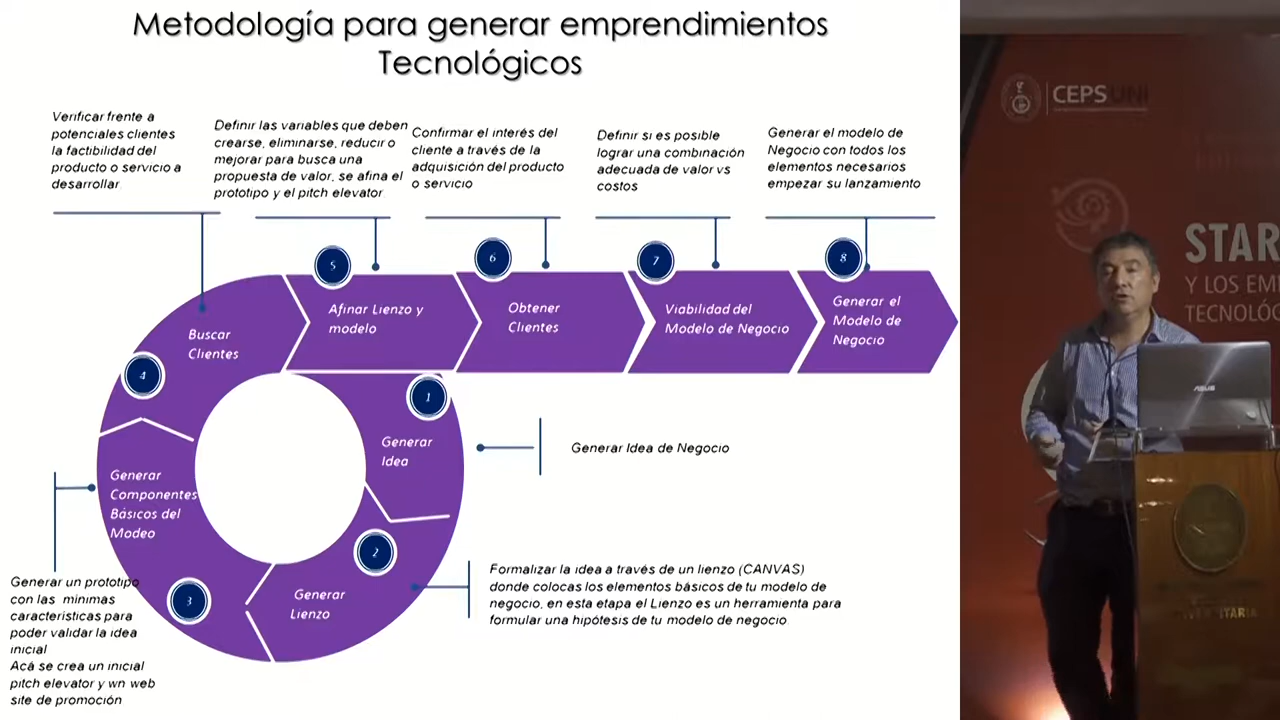 Metodología para generar emprendimientos
Tecnológicos
Verificar frente a
potenciales clientes
la factibilidad del
producto o servicio a
desarrollar.
Definir las variables que deben
crearse, eliminarse, reducir o
mejorar para busca una
propuesta de valor, se afina el
prototipo y el pitch elevator.
Confirmar el interés del
cliente a través de la
adquisición del producto
o servicio
Definir si es posible
lograr una combinación
adecuada de valor vs
costos
Generar el modelo de
Negocio con todos los
elementos necesarios
empezar su lanzamiento
5
6
7
8
Afinar Lienzo y
modelo
Obtener
Clientes
Viabilidad del
Modelo de Negocio
Generar el
Modelo de
Negocio
Buscar
Clientes
4
1
Generar
Idea
Generar Idea de Negocio
Generar
Componentes
Básicos del
Modeo
2
Formalizar la idea a través de un lienzo (CANVAS)
donde colocas los elementos básicos de tu modelo de
negocio, en esta etapa el Lienzo es un herramienta para
formular una hipótesis de tu modelo de negocio.
Generar
Lienzo
3
Generar un prototipo
con las mínimas
características para
poder validar la idea
inicial
Acá se crea un inicial
pitch elevator y wn web
site de promoción
CEPSUNI
STAR
Y LOS EM
TECNOLÓ
ASUS